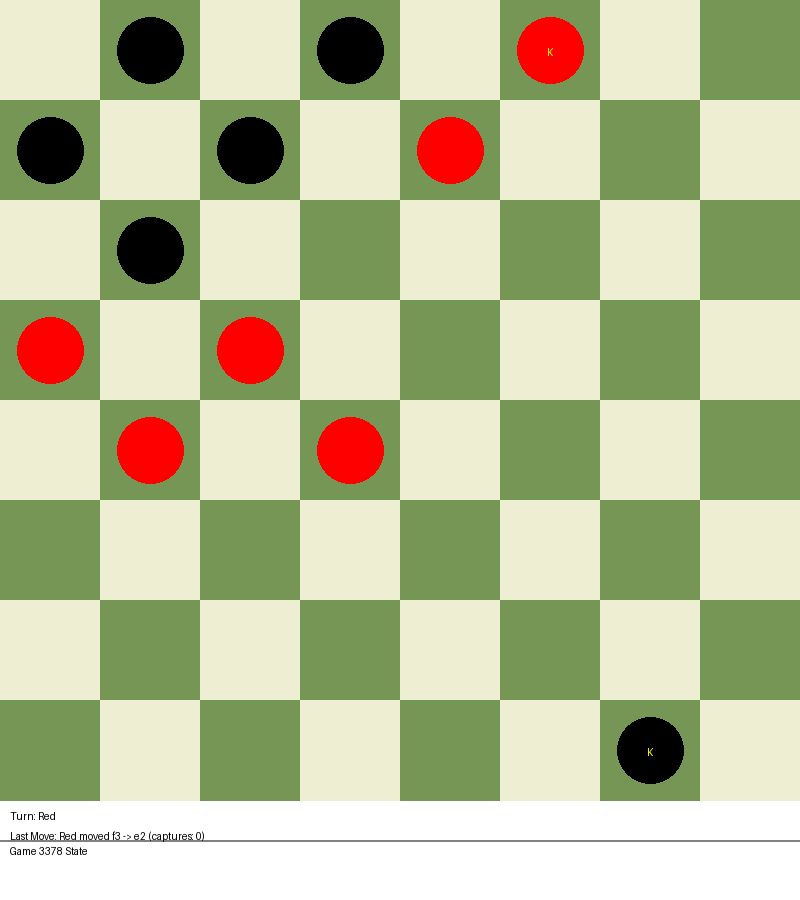 K
K
Turn: Red
Last Move: Red moved f3 -> e2 (captures: 0)
Game 3378 State